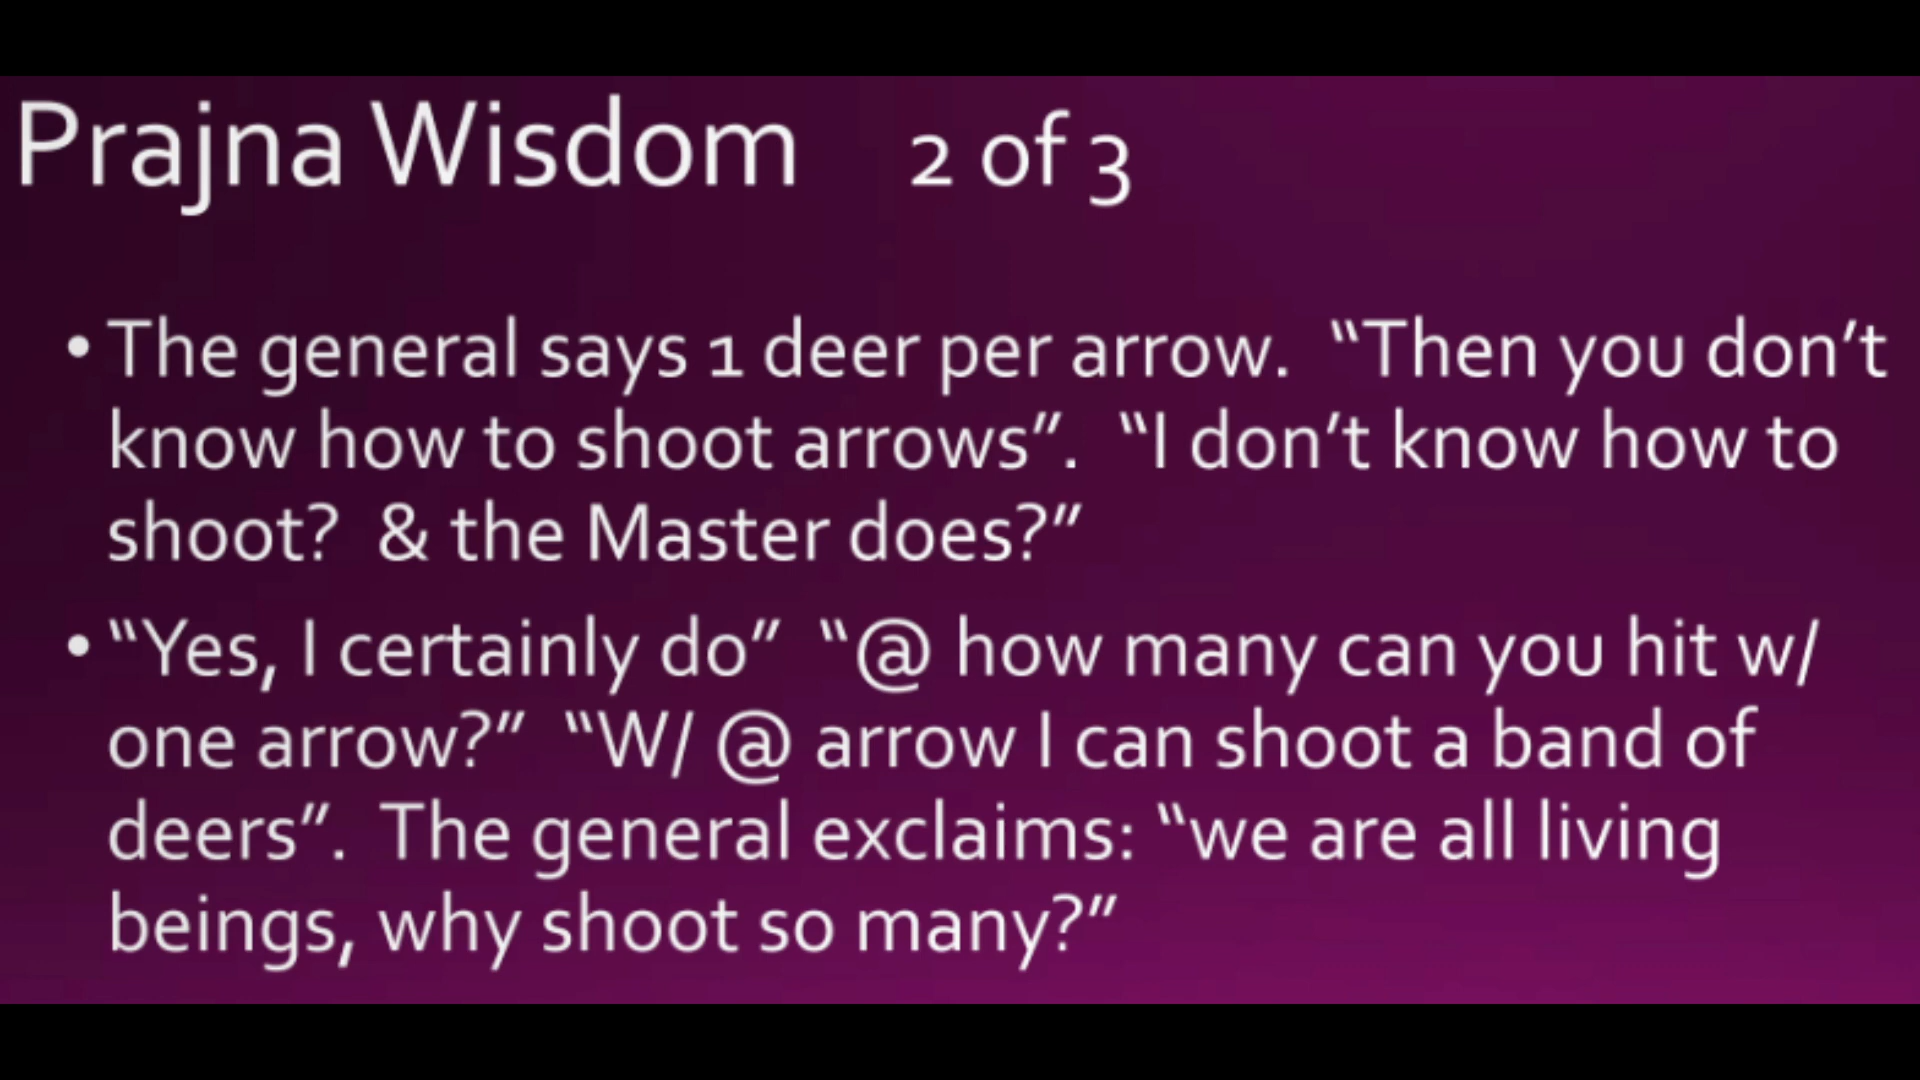 Prajna Wisdom 2 of 3
• The general says 1 deer per arrow. “Then you don’t
know how to shoot arrows”. “I don’t know how to
shoot? & the Master does?”
• “Yes, I certainly do” “@ how many can you hit w/
one arrow?” “W/ @ arrow I can shoot a band of
deers”. The general exclaims: “we are all living
beings, why shoot so many?”